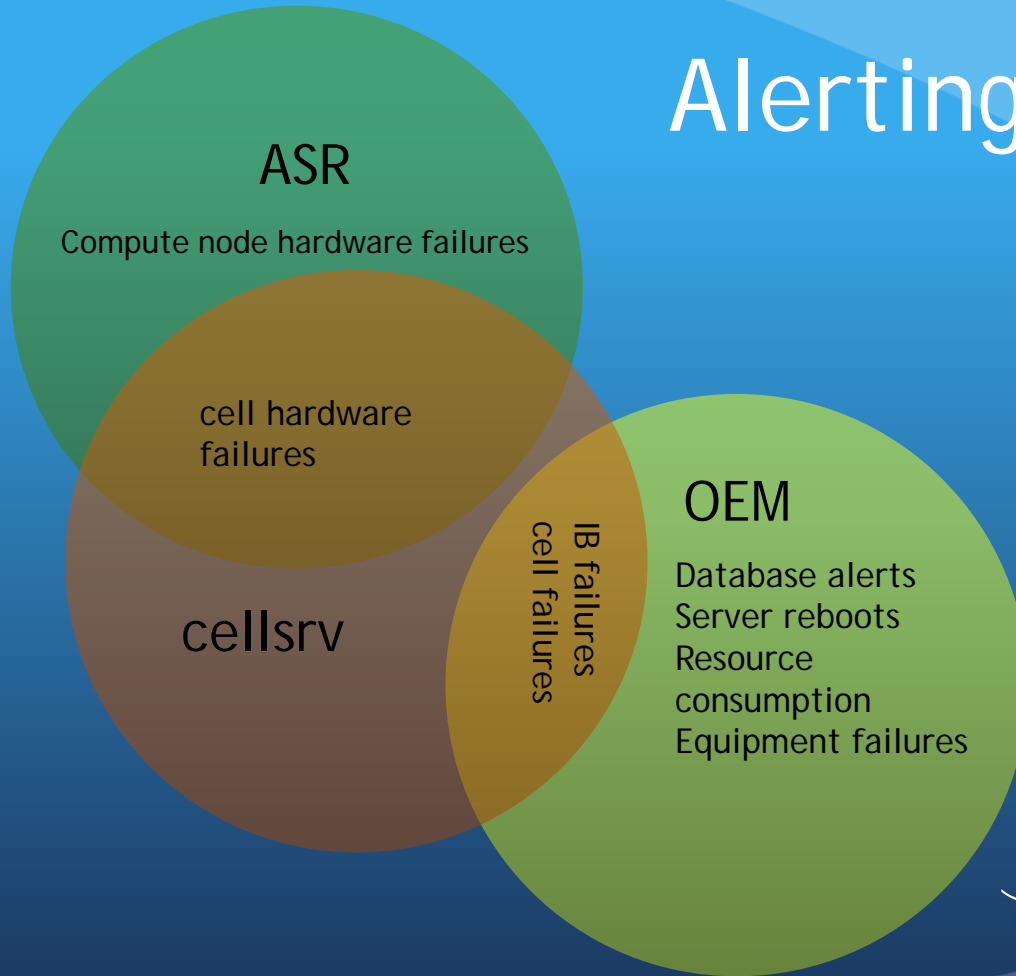 Alerting
ASR
Compute node hardware failures
cell hardware
failures
cellsrv
IB failures
cell failures
OEM
Database alerts
Server reboots
Resource
consumption
Equipment failures